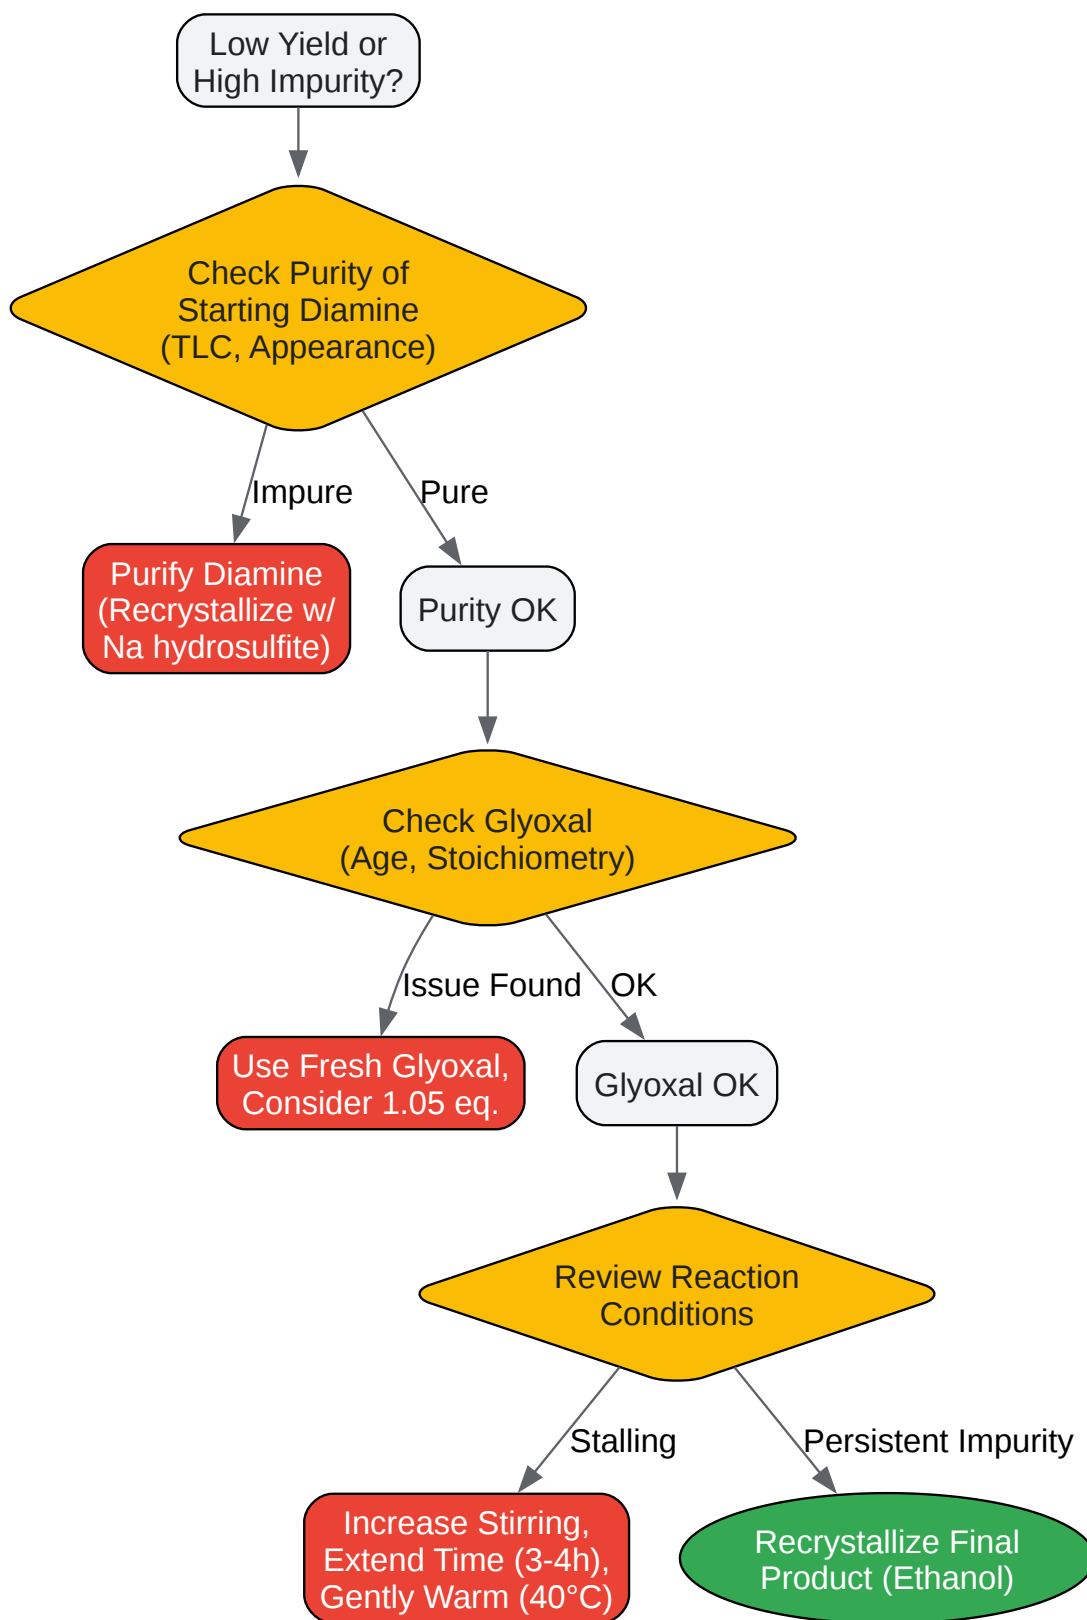 Low Yield or
High Impurity?
Check Purity of
Starting Diamine
(TLC, Appearance)
Impure
Pure
Purify Diamine
(Recrystallize w/
Na hydrosulfite)
Purity OK
Check Glyoxal
(Age, Stoichiometry)
Issue Found
OK
Use Fresh Glyoxal,
Consider 1.05 eq.
Glyoxal OK
Review Reaction
Conditions
Stalling
Persistent Impurity
Increase Stirring,
Extend Time (3-4h),
Gently Warm (40°C)
Recrystallize Final
Product (Ethanol)